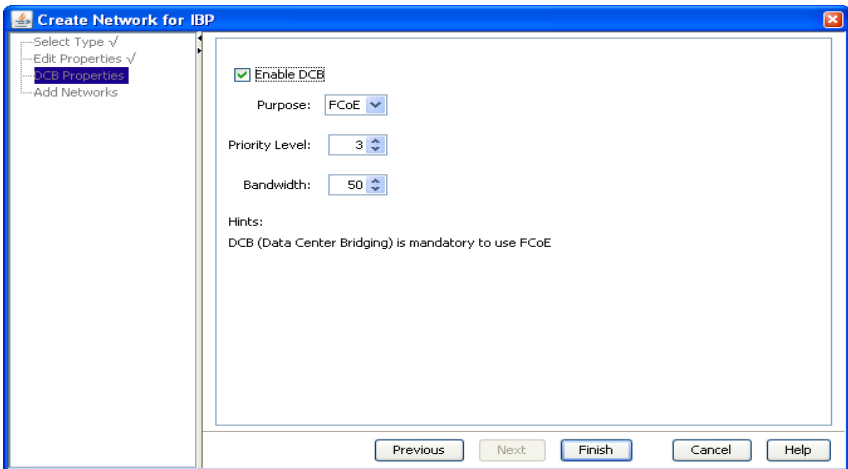 Create Network for IBP
Select Type √
Edit Properties √
DCB Properties
Add Networks
Enable DCB
Purpose: FCoE
Priority Level: 3
Bandwidth: 50
Hints:
DCB (Data Center Bridging) is mandatory to use FCoE
Previous Next Finish Cancel Help